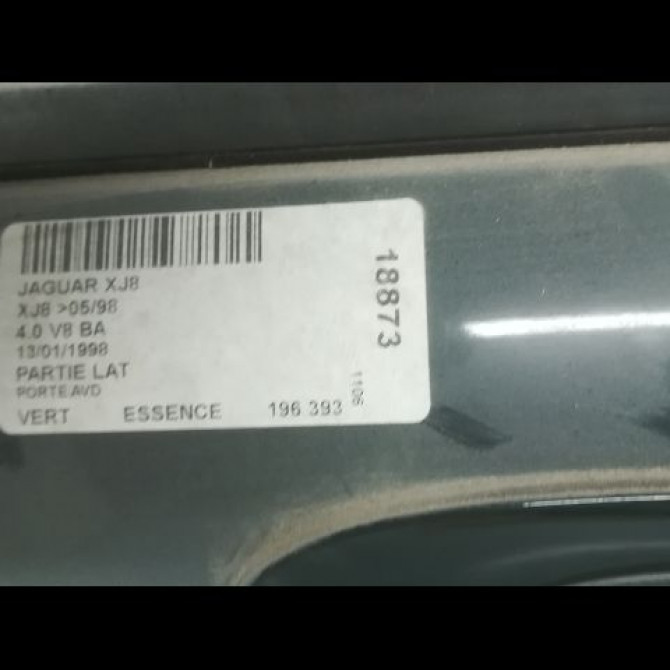 JAGUAR XJ8
XJ8 >05/98
4.0 V8 BA
13/01/1998
PARTIE LAT
PORTE AVD
VERT ESSENCE 196 393
1106
18873